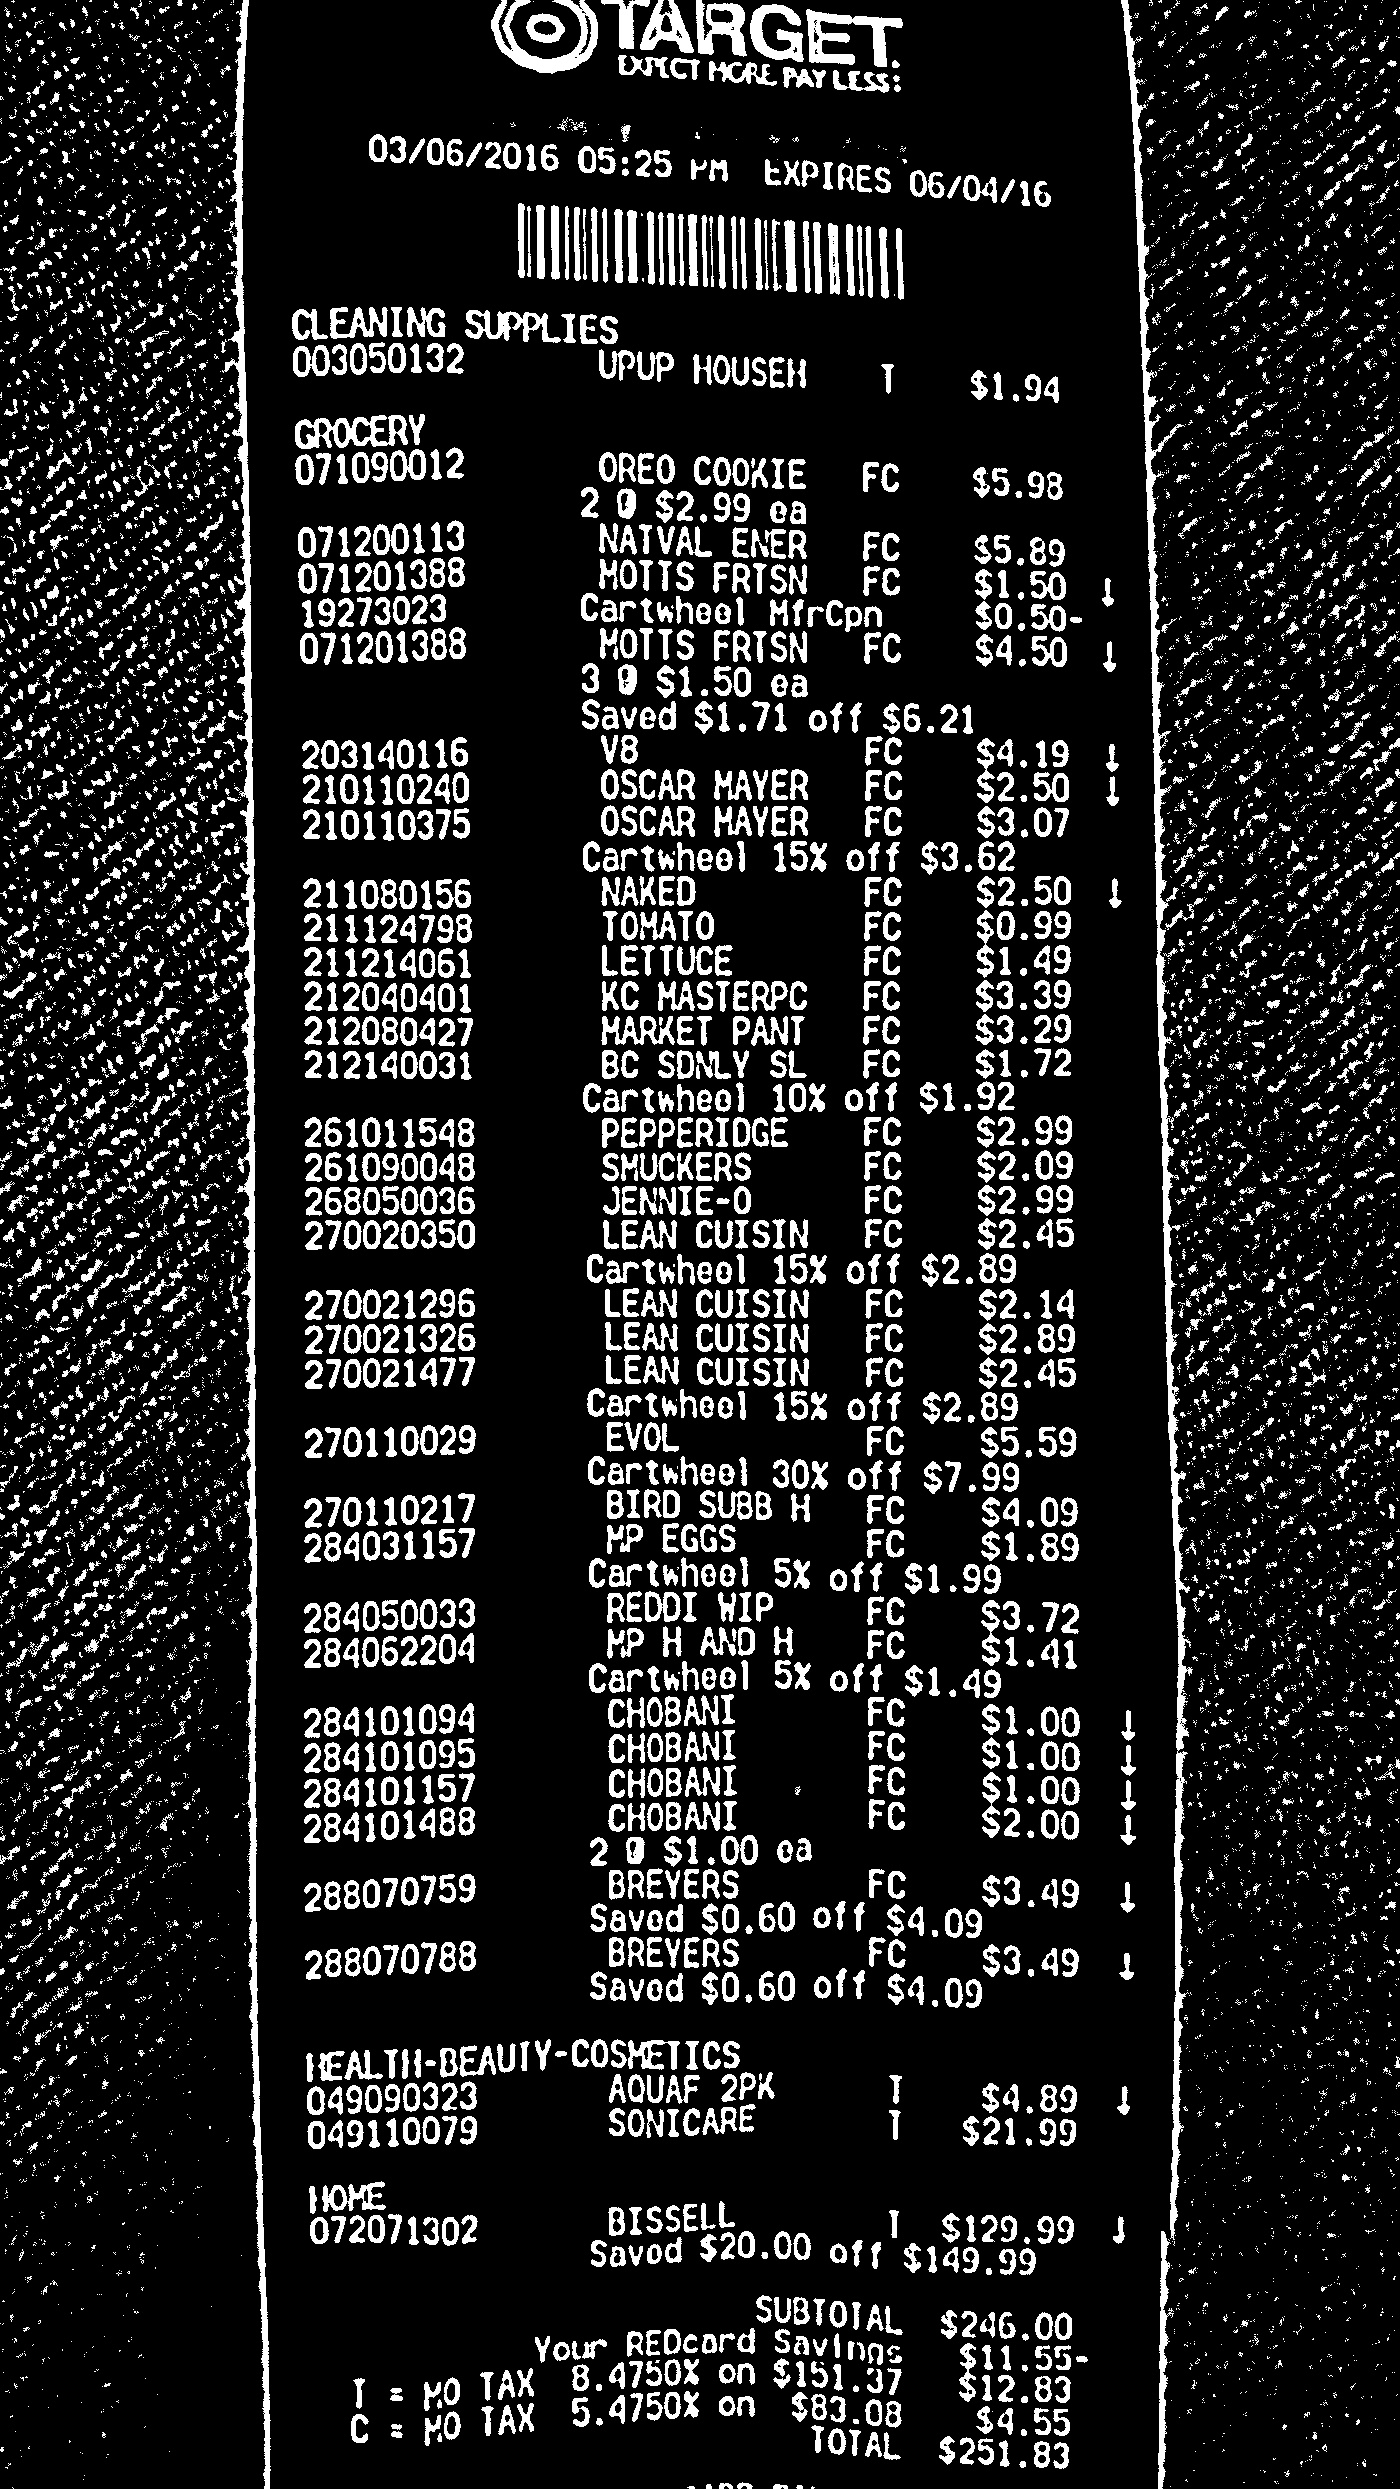 TARGET.
EXPECT MORE. PAY LESS.
03/06/2016 05:25 PM EXPIRES 06/04/16
CLEANING SUPPLIES
003050132 UPUP HOUSEH T $1.94
GROCERY
071090012 OREO COOKIE FC $5.98
2 @ $2.99 ea
071200113 NATVAL ENER FC $5.89
071201388 MOTTS FRTSN FC $1.50 ↓
19273023 Cartwheel MfrCpn $0.50-
071201388 MOTTS FRTSN FC $4.50 ↓
3 @ $1.50 ea
Saved $1.71 off $6.21
203140116 V8 FC $4.19 ↓
210110240 OSCAR MAYER FC $2.50 ↓
210110375 OSCAR MAYER FC $3.07
Cartwheel 15% off $3.62
211080156 NAKED FC $2.50 ↓
211124798 TOMATO FC $0.99
211214061 LETTUCE FC $1.49
212040401 KC MASTERPC FC $3.39
212080427 MARKET PANT FC $3.29
212140031 BC SDNLY SL FC $1.72
Cartwheel 10% off $1.92
261011548 PEPPERIDGE FC $2.99
261090048 SMUCKERS FC $2.09
268050036 JENNIE-O FC $2.99
270020350 LEAN CUISIN FC $2.45
Cartwheel 15% off $2.89
270021296 LEAN CUISIN FC $2.14
270021326 LEAN CUISIN FC $2.89
270021477 LEAN CUISIN FC $2.45
Cartwheel 15% off $2.89
270110029 EVOL FC $5.59
Cartwheel 30% off $7.99
270110217 BIRD SUBB H FC $4.09
284031157 MP EGGS FC $1.89
Cartwheel 5% off $1.99
284050033 REDDI WIP FC $3.72
284062204 MP H AND H FC $1.41
Cartwheel 5% off $1.49
284101094 CHOBANI FC $1.00 ↓
284101095 CHOBANI FC $1.00 ↓
284101157 CHOBANI FC $1.00 ↓
284101488 CHOBANI FC $2.00 ↓
2 @ $1.00 ea
288070759 BREYERS FC $3.49 ↓
Saved $0.60 off $4.09
288070788 BREYERS FC $3.49 ↓
Saved $0.60 off $4.09
HEALTH-BEAUTY-COSMETICS
049090323 AQUAF 2PK T $4.89 ↓
049110079 SONICARE T $21.99
HOME
072071302 BISSELL T $129.99 ↓
Saved $20.00 off $149.99
SUBTOTAL $246.00
Your REDcard Savings $11.55-
T = MO TAX 8.4750% on $151.37 $12.83
C = MO TAX 5.4750% on $83.08 $4.55
TOTAL $251.83